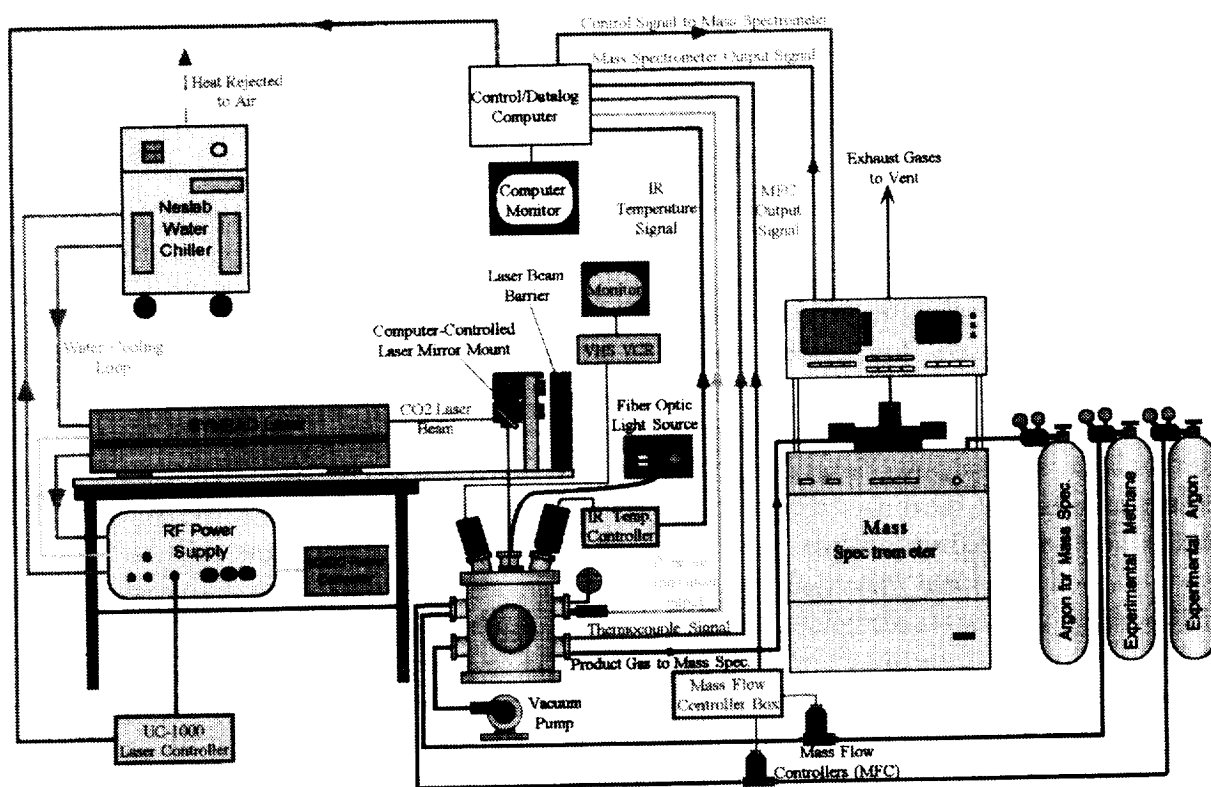 Control Signal to Mass Spectrometer
Mass Spectrometer Output Signal
Heat Rejected
to Air
Control/Datalog
Computer
Exhaust Gases
to Vent
Computer
Monitor
IR
Temperature
Signal
MFC
Output
Signal
Neslab
Water
Chiller
Laser Beam
Barrier
Monitor
Computer-Controlled
Laser Mirror Mount
VHS VCR
Water-Cooling
Loop
CO2 Laser
Beam
Fiber Optic
Light Source
RF Power
Supply
IR Temp.
Controller
Mass
Spectrometer
Argon for Mass Spec
Experimental Methane
Experimental Argon
Thermocouple Signal
Product Gas to Mass Spec.
Vacuum
Pump
Mass Flow
Controller Box
UC-1000
Laser Controller
Mass Flow
Controllers (MFC)